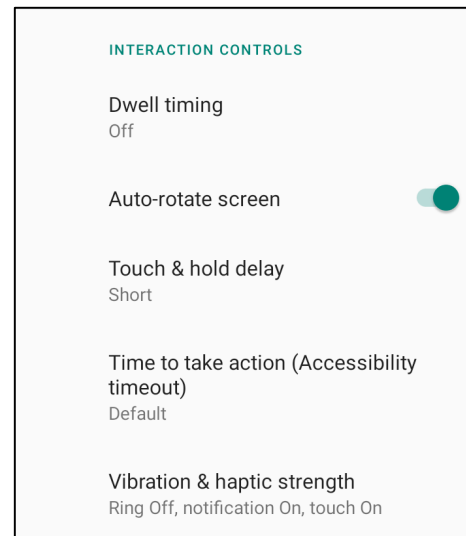 INTERACTION CONTROLS
Dwell timing
Off
Auto-rotate screen
Touch & hold delay
Short
Time to take action (Accessibility
timeout)
Default
Vibration & haptic strength
Ring Off, notification On, touch On